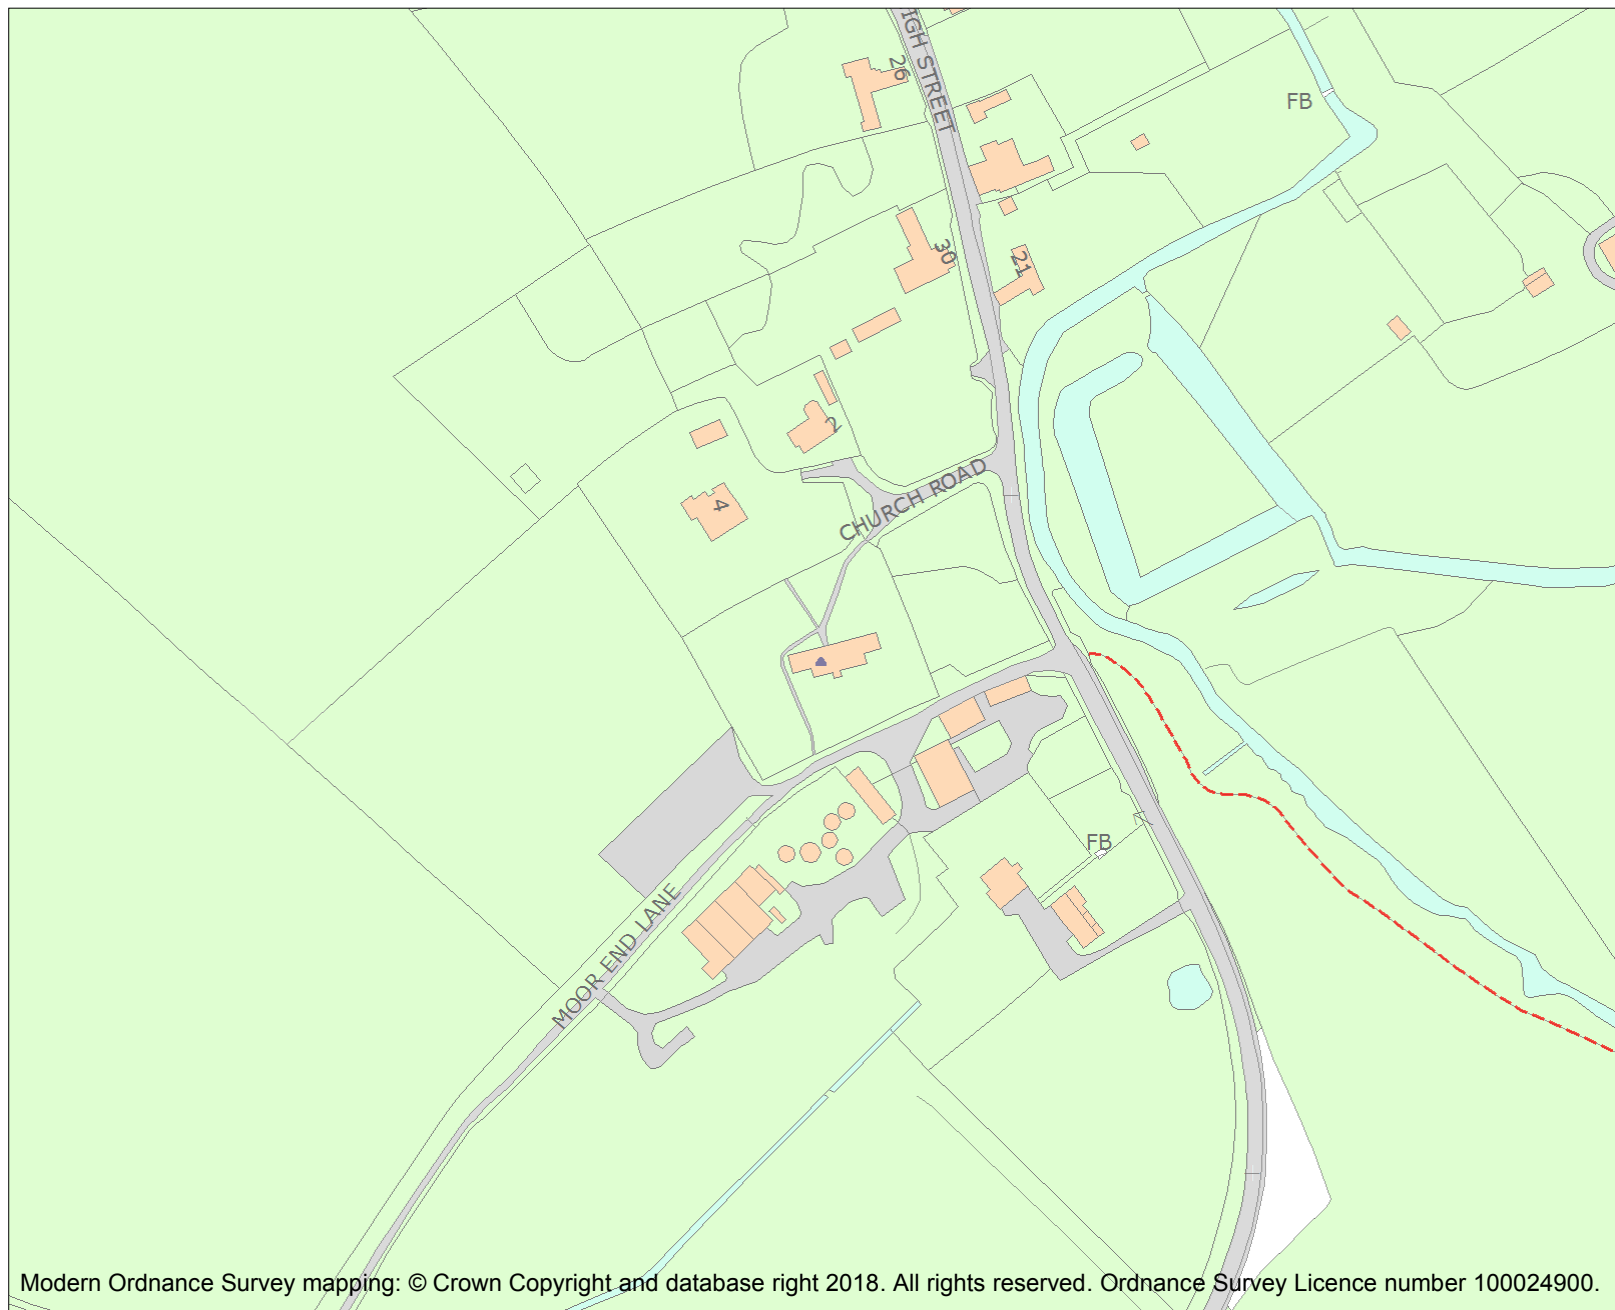 IGH STREET
26
FB
30
21
2
CHURCH ROAD
4
FB
MOOR END LANE
Modern Ordnance Survey mapping: © Crown Copyright and database right 2018. All rights reserved. Ordnance Survey Licence number 100024900.